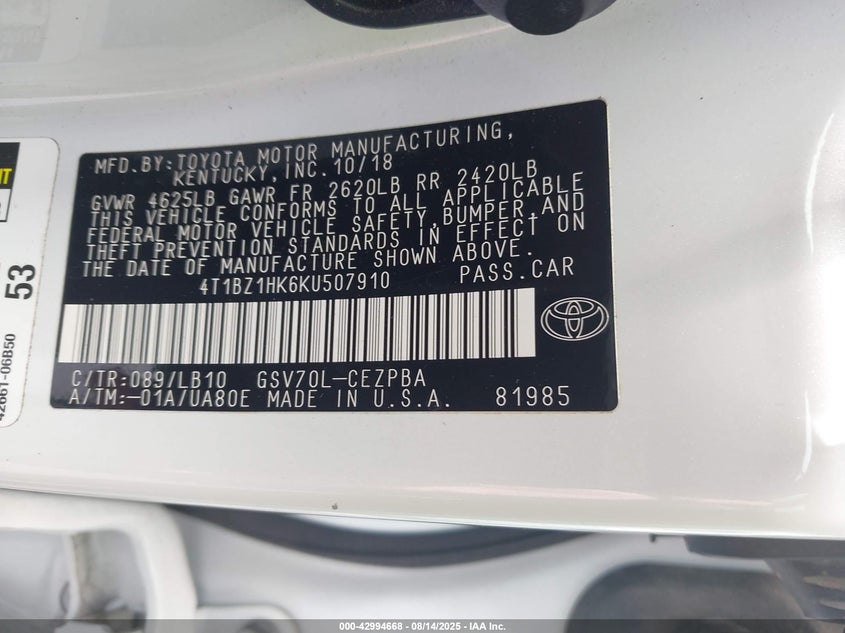 MFD.BY:TOYOTA MOTOR MANUFACTURING,
KENTUCKY,INC.10/18
GVWR 4625LB GAWR FR 2620LB RR 2420LB
THIS VEHICLE CONFORMS TO ALL APPLICABLE
FEDERAL MOTOR VEHICLE SAFETY,BUMPER,AND
THEFT PREVENTION STANDARDS IN EFFECT ON
THE DATE OF MANUFACTURE SHOWN ABOVE.
4T1BZ1HK6KU507910 PASS.CAR
C/TR:089/LB10 GSV70L-CEZPBA
A/TM:-01A/UA80E MADE IN U.S.A. 81985
53
42661-06B50
000-42994668 - 08/14/2025 - IAA Inc.